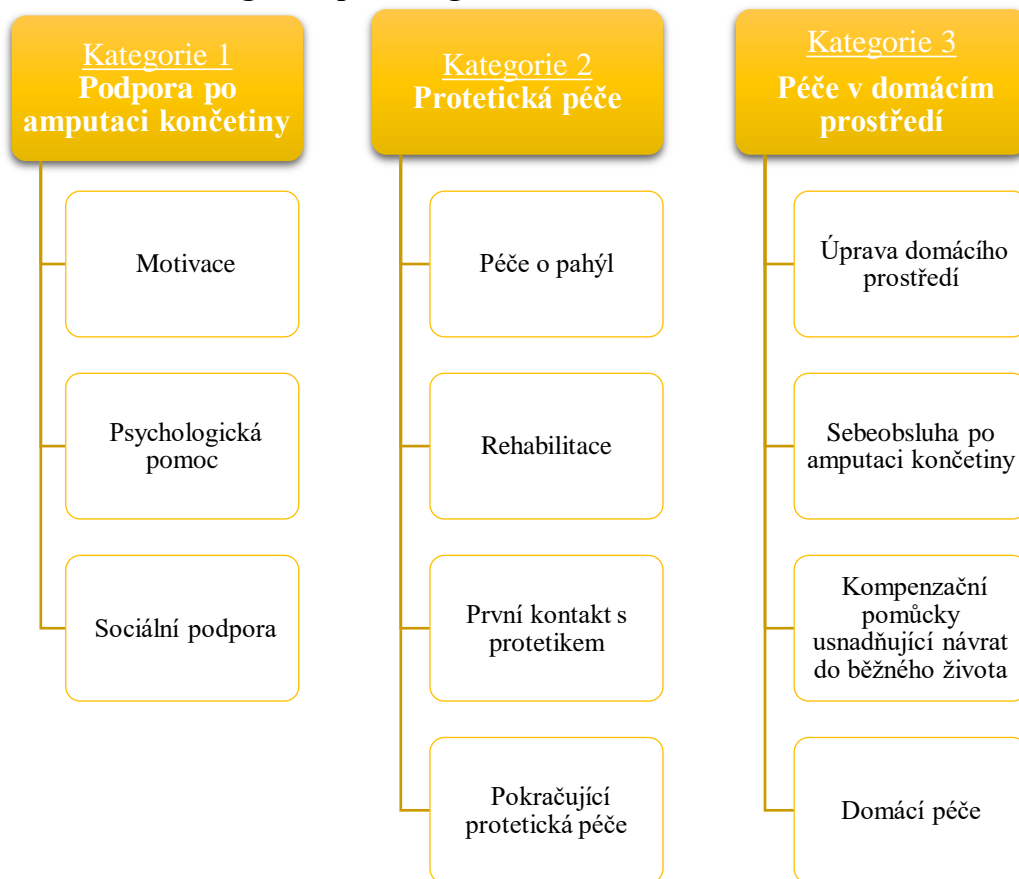 Kategorie 1
Podpora po
amputaci končetiny
Motivace
Psychologická
pomoc
Sociální podpora
Kategorie 2
Protetická péče
Péče o pahýl
Rehabilitace
První kontakt s
protetikem
Pokračující
protetická péče
Kategorie 3
Péče v domácím
prostředí
Úprava domácího
prostředí
Sebeobsluha po
amputaci končetiny
Kompenzační
pomůcky
usnadňující návrat
do běžného života
Domácí péče